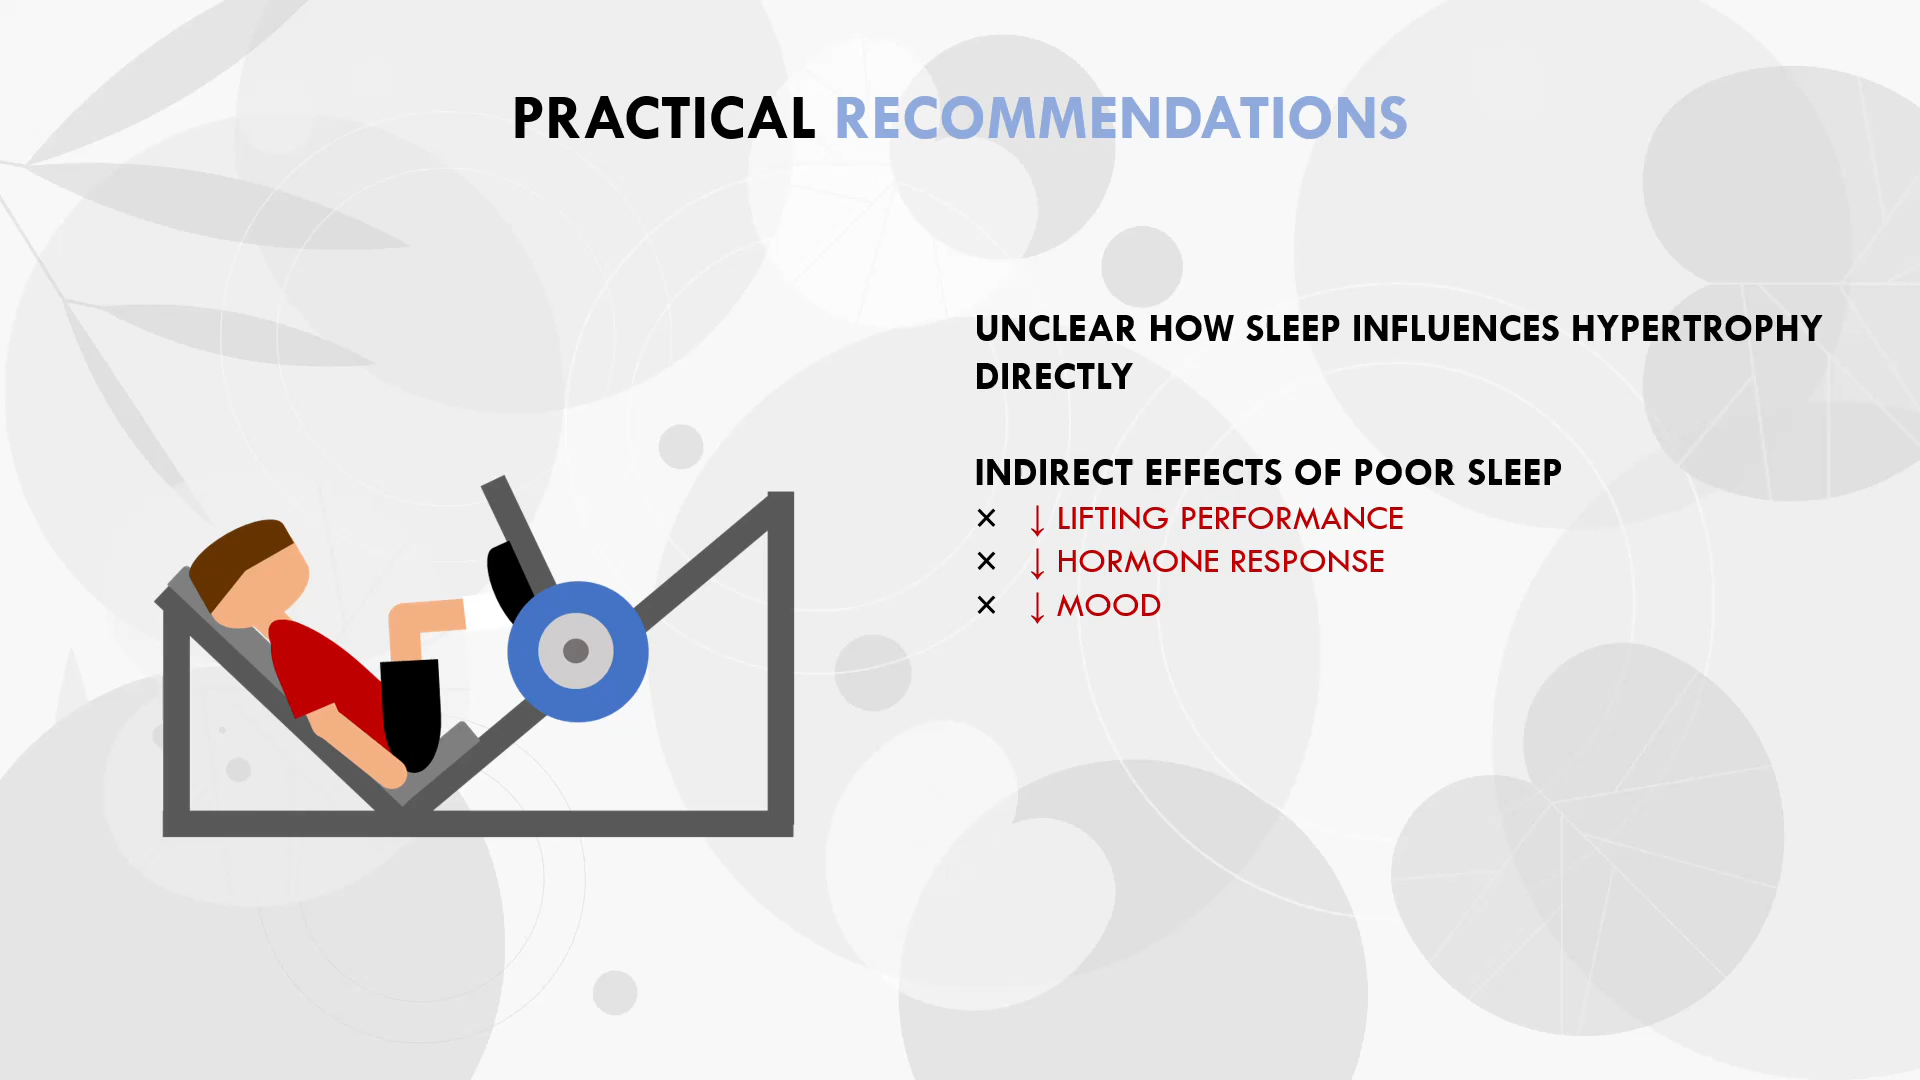 PRACTICAL RECOMMENDATIONS
UNCLEAR HOW SLEEP INFLUENCES HYPERTROPHY
DIRECTLY
INDIRECT EFFECTS OF POOR SLEEP
× ↓ LIFTING PERFORMANCE
× ↓ HORMONE RESPONSE
× ↓ MOOD